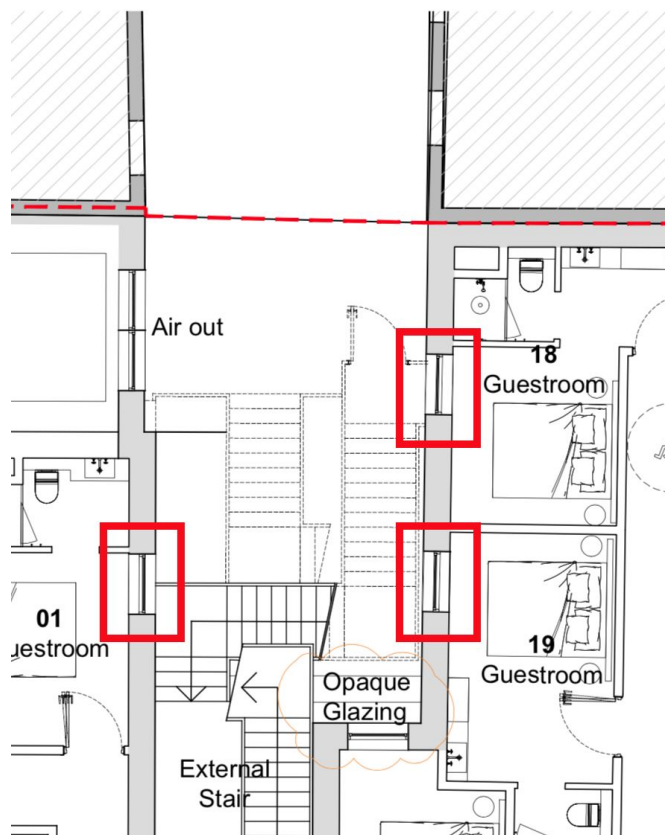 Air out
18
Guestroom
01
uestroom
19
Guestroom
Opaque
Glazing
External
Stair